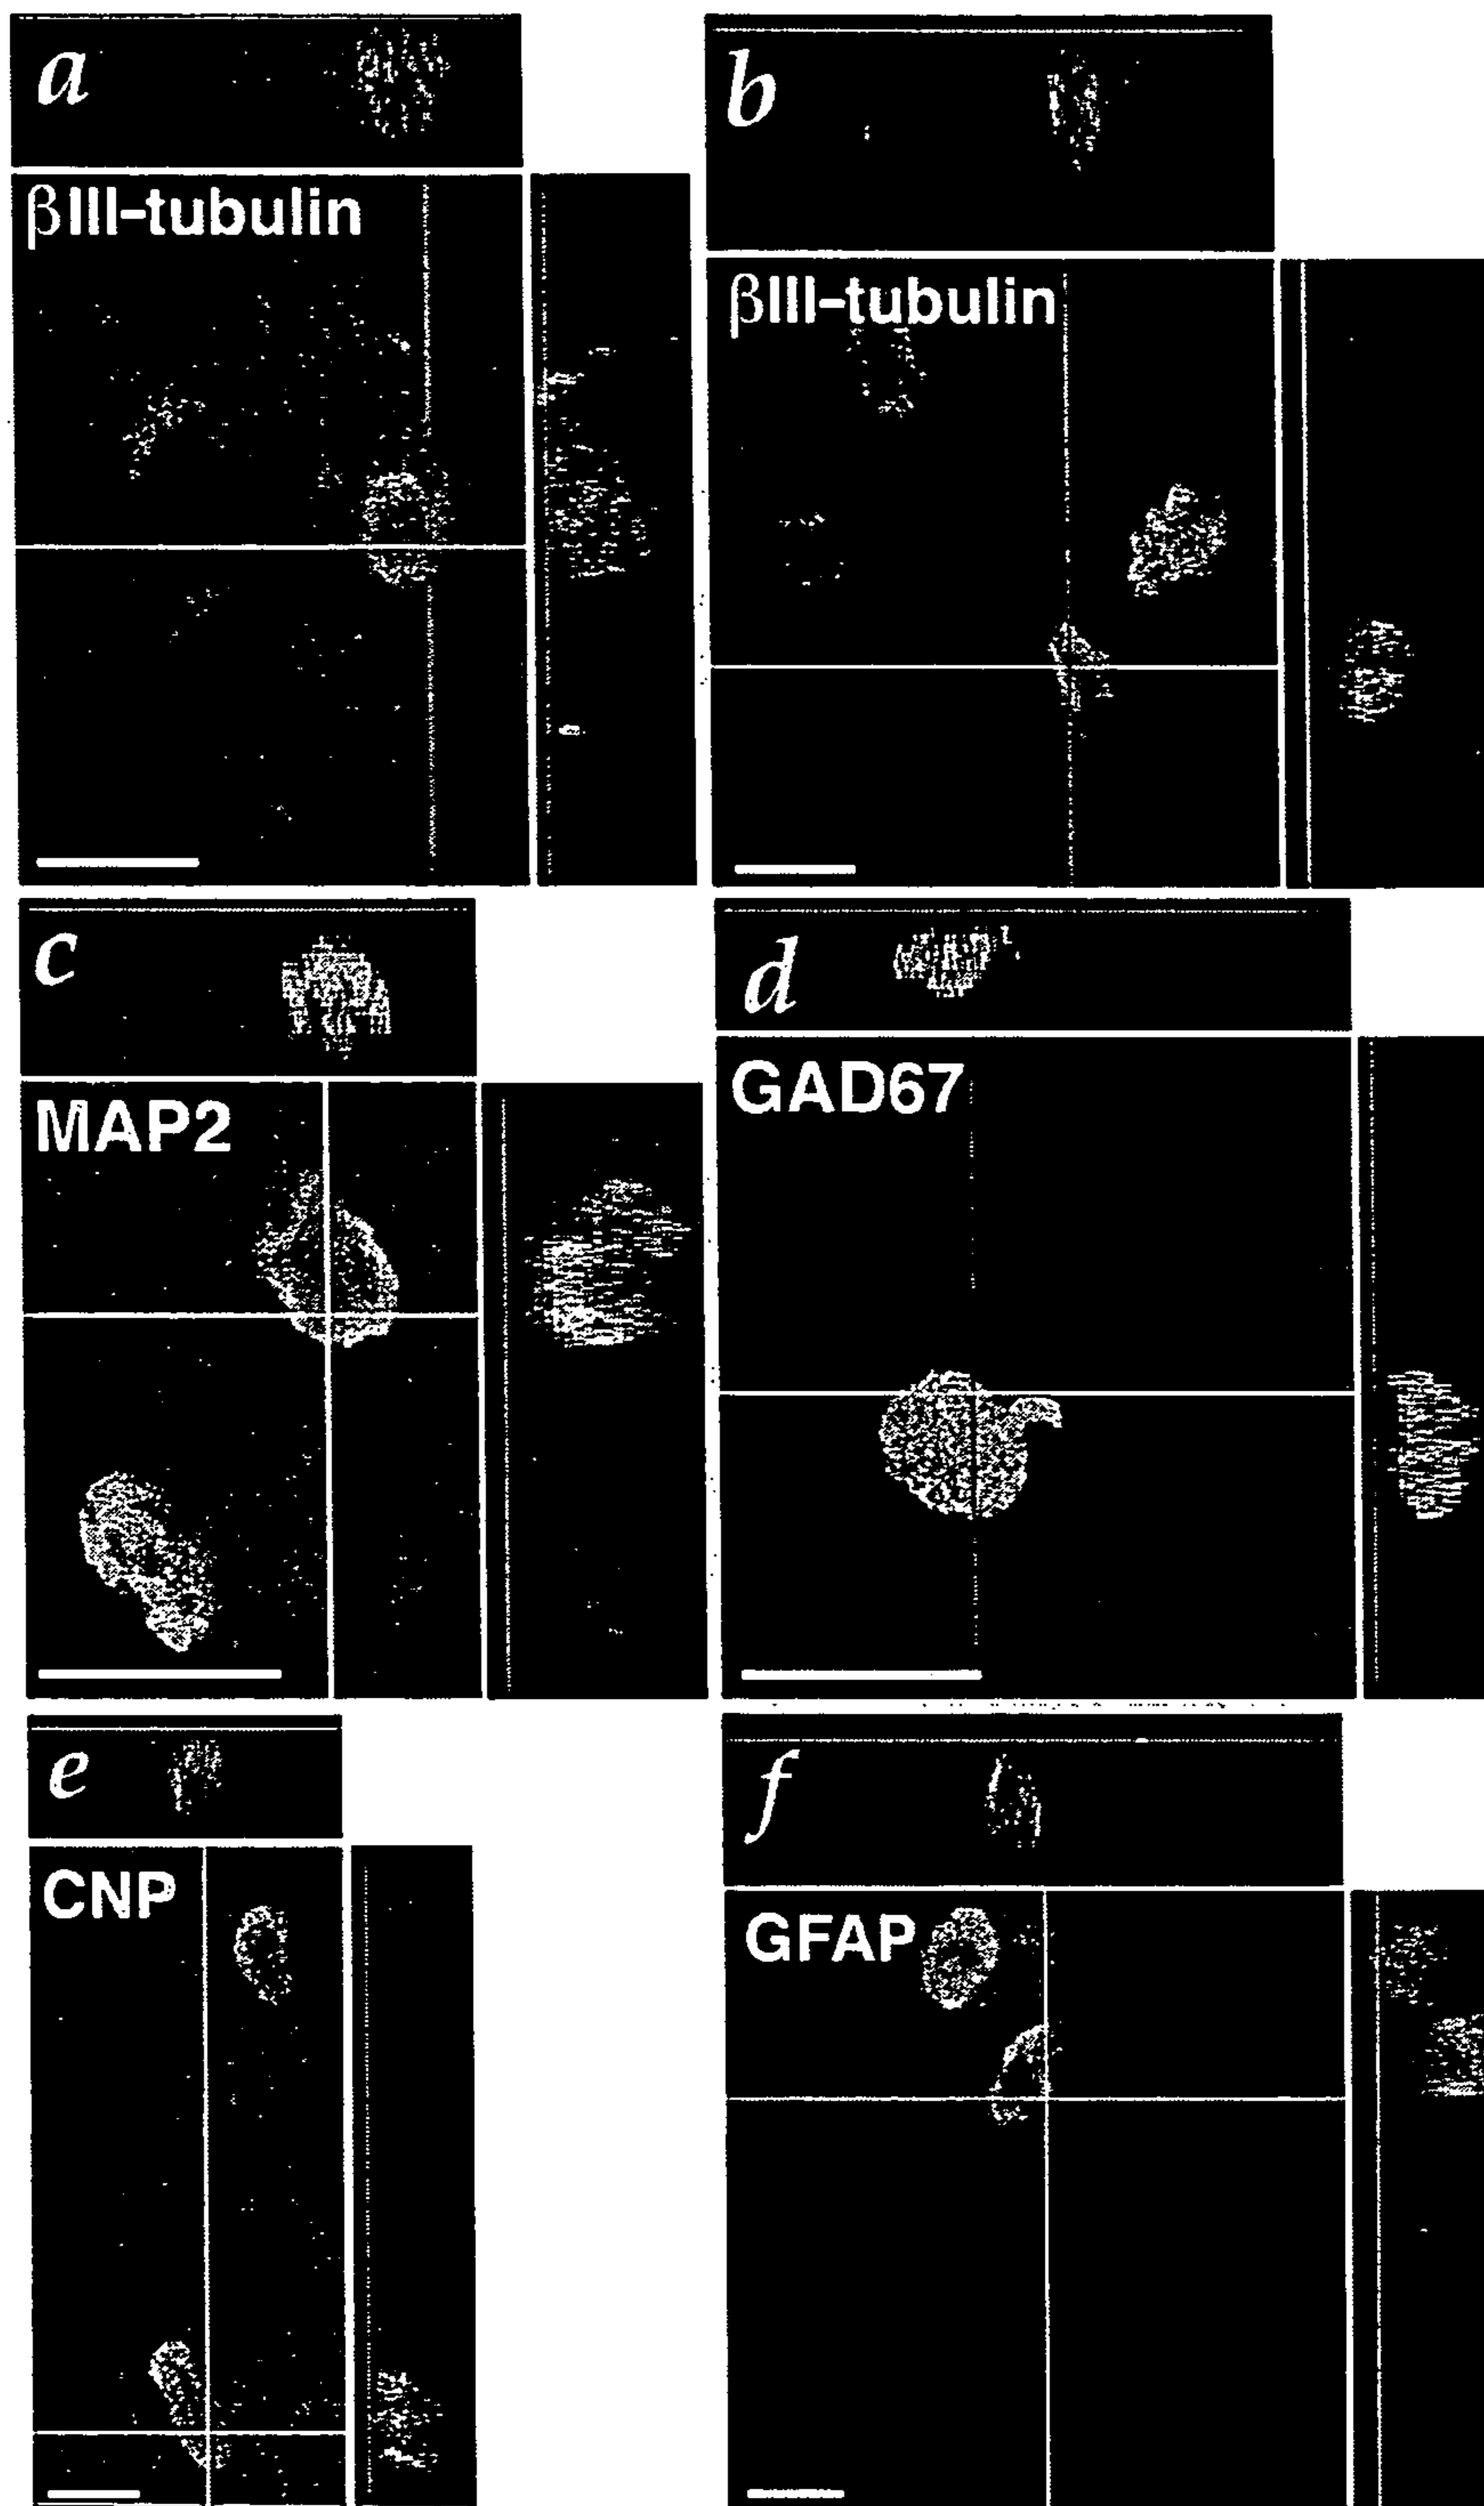 a
b
βIII-tubulin
βIII-tubulin
c
d
MAP2
GAD67
e
f
CNP
GFAP